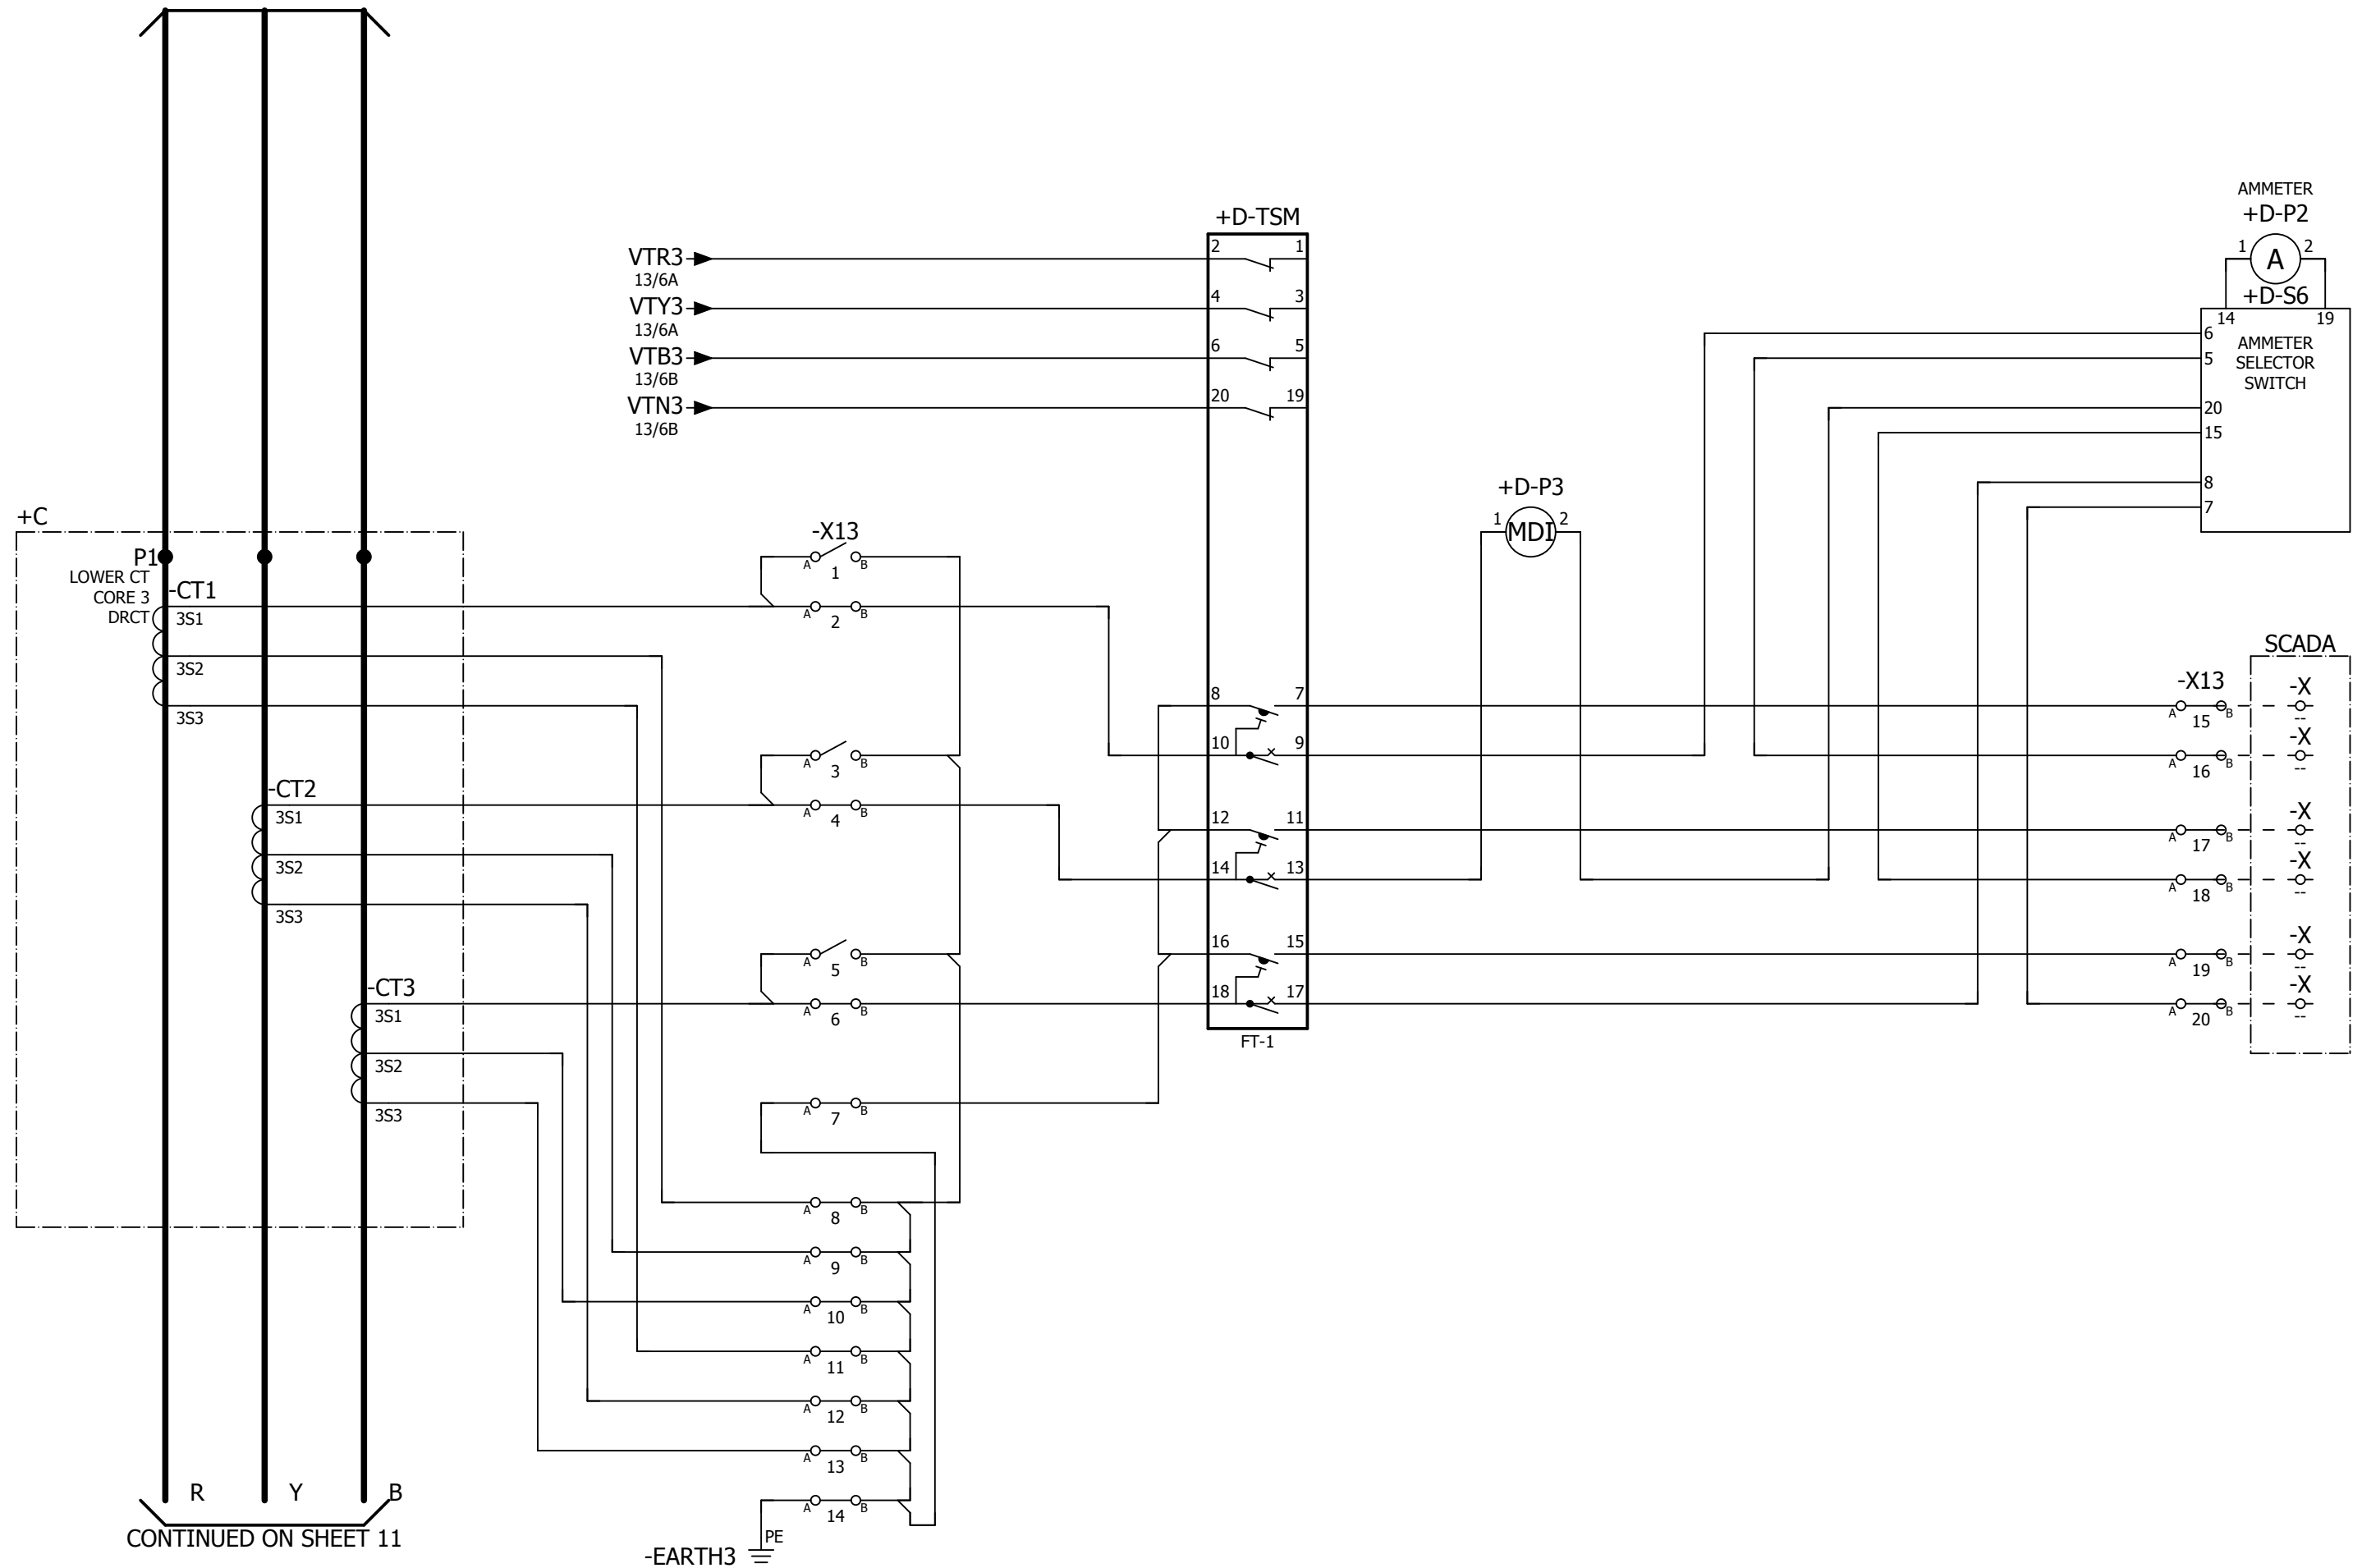 AMMETER
+D-P2
1 A 2
+D-S6
14 19
6
5
20
15
8
7
AMMETER
SELECTOR
SWITCH
+D-TSM
VTR3
13/6A
2 1
VTY3
13/6A
4 3
VTB3
13/6B
6 5
VTN3
13/6B
20 19
+D-P3
1 MDI 2
+C
P1
LOWER CT
CORE 3
DRCT
-CT1
3S1
3S2
3S3
-CT2
3S1
3S2
3S3
-CT3
3S1
3S2
3S3
-X13
A 1 B
A 2 B
A 3 B
A 4 B
A 5 B
A 6 B
A 7 B
A 8 B
A 9 B
A 10 B
A 11 B
A 12 B
A 13 B
A 14 B
PE
-EARTH3
8 7
10 9
12 11
14 13
16 15
18 17
FT-1
SCADA
-X13
A 15 B
-X
--
A 16 B
-X
--
A 17 B
-X
--
A 18 B
-X
--
A 19 B
-X
--
A 20 B
-X
--
R Y B
CONTINUED ON SHEET 11